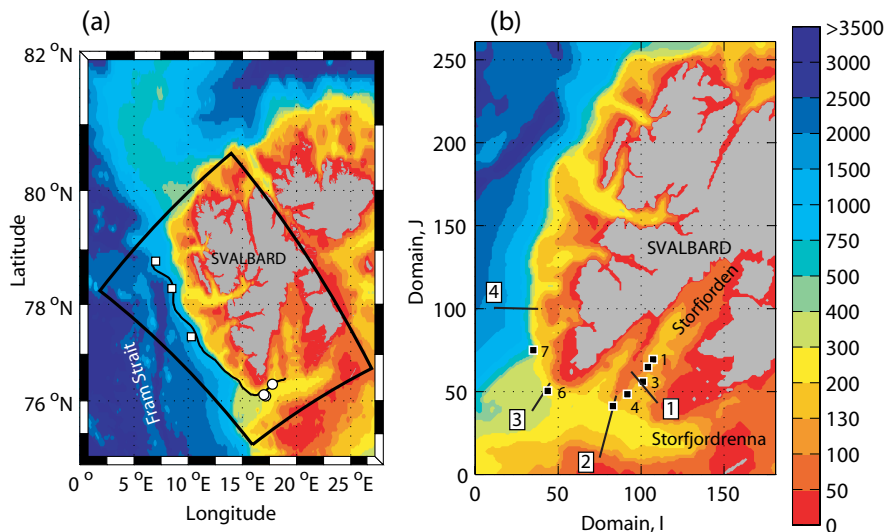 (a)
82 °N
80 °N
78 °N
76 °N
Latitude
SVALBARD
Fram Strait
0 ° 5 °E 10 °E 15 °E 20 °E 25 °E
Longitude
(b)
250
200
150
100
50
0
Domain, J
SVALBARD
Storfjorden
Storfjordrenna
4
7
6
3
1
3
4
1
2
0 50 100 150
Domain, I
>3500
3000
2500
2000
1000
750
500
400
300
200
130
100
50
0